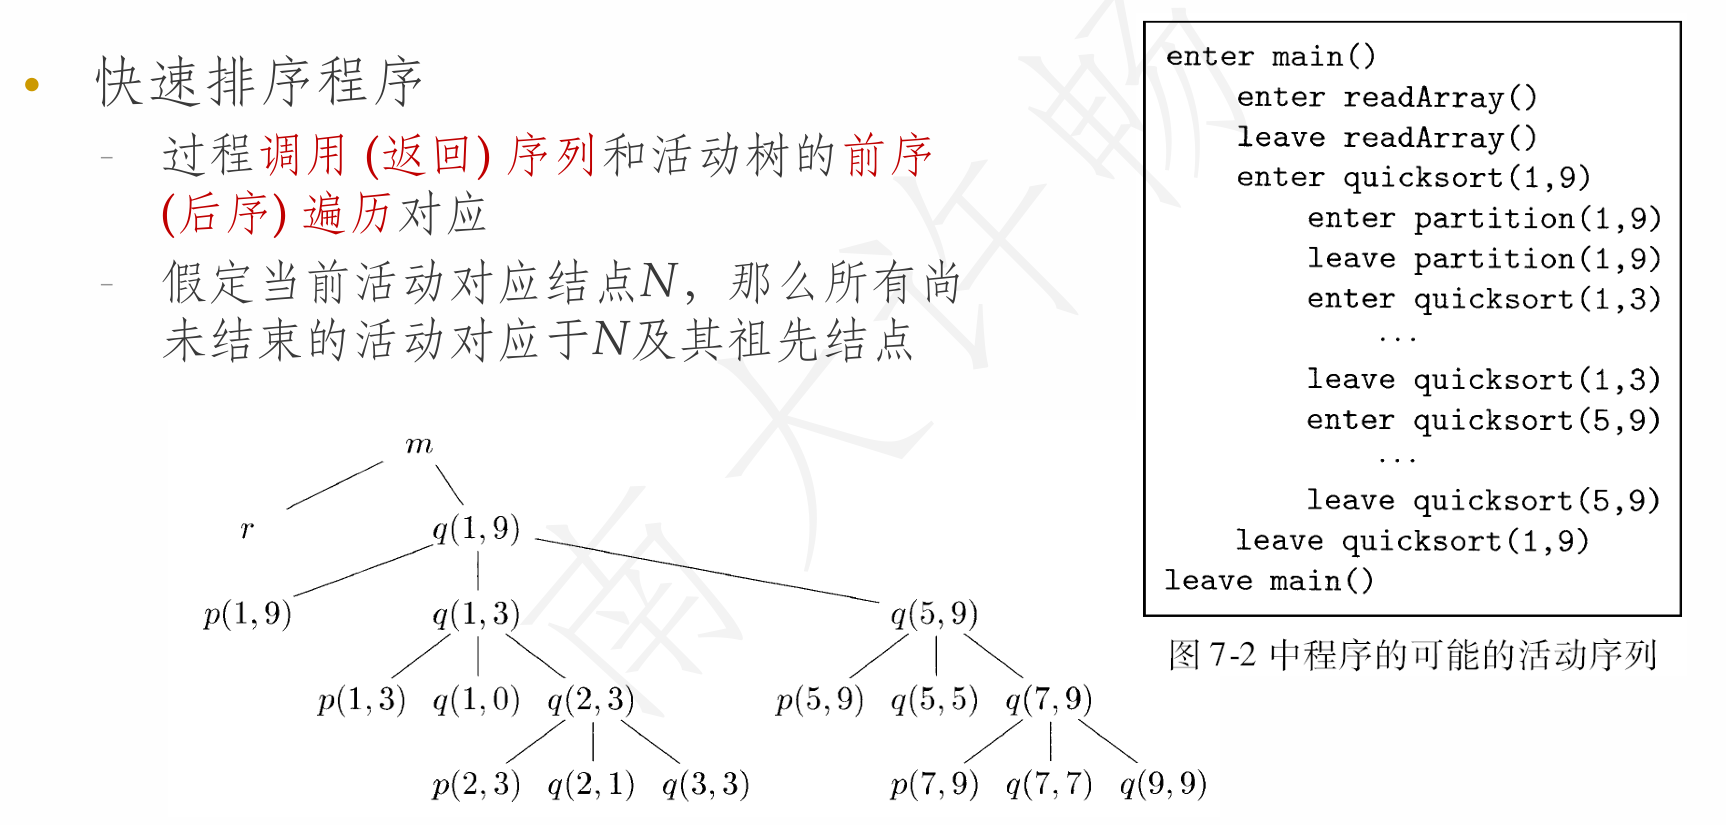 • 快速排序程序
– 过程调用 (返回) 序列和活动树的前序
(后序) 遍历对应
– 假定当前活动对应结点N，那么所有尚
未结束的活动对应于N及其祖先结点
enter main()
enter readArray()
leave readArray()
enter quicksort(1,9)
enter partition(1,9)
leave partition(1,9)
enter quicksort(1,3)
...
leave quicksort(1,3)
enter quicksort(5,9)
...
leave quicksort(5,9)
leave quicksort(1,9)
leave main()
图 7-2 中程序的可能的活动序列
m
r q(1,9)
p(1,9) q(1,3) q(5,9)
p(1,3) q(1,0) q(2,3) p(5,9) q(5,5) q(7,9)
p(2,3) q(2,1) q(3,3) p(7,9) q(7,7) q(9,9)
南大许畅